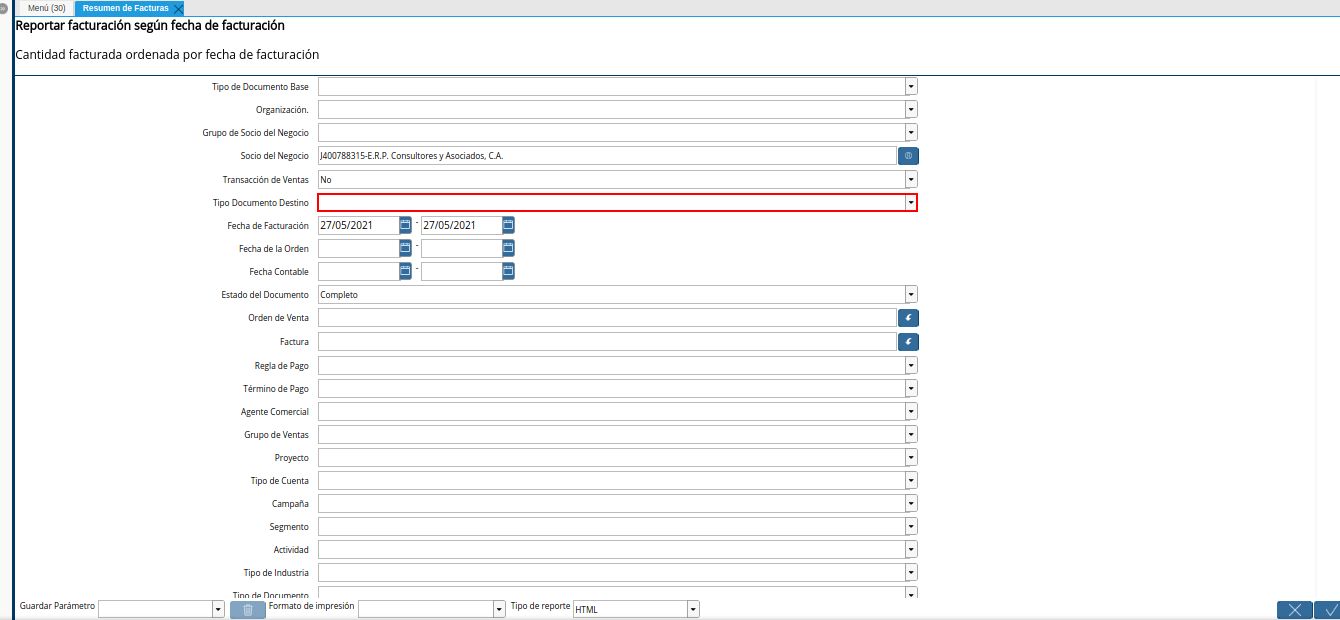 Menú (30) Resumen de Facturas
Reportar facturación según fecha de facturación
Cantidad facturada ordenada por fecha de facturación
Tipo de Documento Base
Organización.
Grupo de Socio del Negocio
Socio del Negocio J400788315-E.R.P. Consultores y Asociados, C.A.
Transacción de Ventas No
Tipo Documento Destino
Fecha de Facturación 27/05/2021 - 27/05/2021
Fecha de la Orden -
Fecha Contable -
Estado del Documento Completo
Orden de Venta
Factura
Regla de Pago
Término de Pago
Agente Comercial
Grupo de Ventas
Proyecto
Tipo de Cuenta
Campaña
Segmento
Actividad
Tipo de Industria
Tipo de Documento
Guardar Parámetro Formato de impresión Tipo de reporte HTML